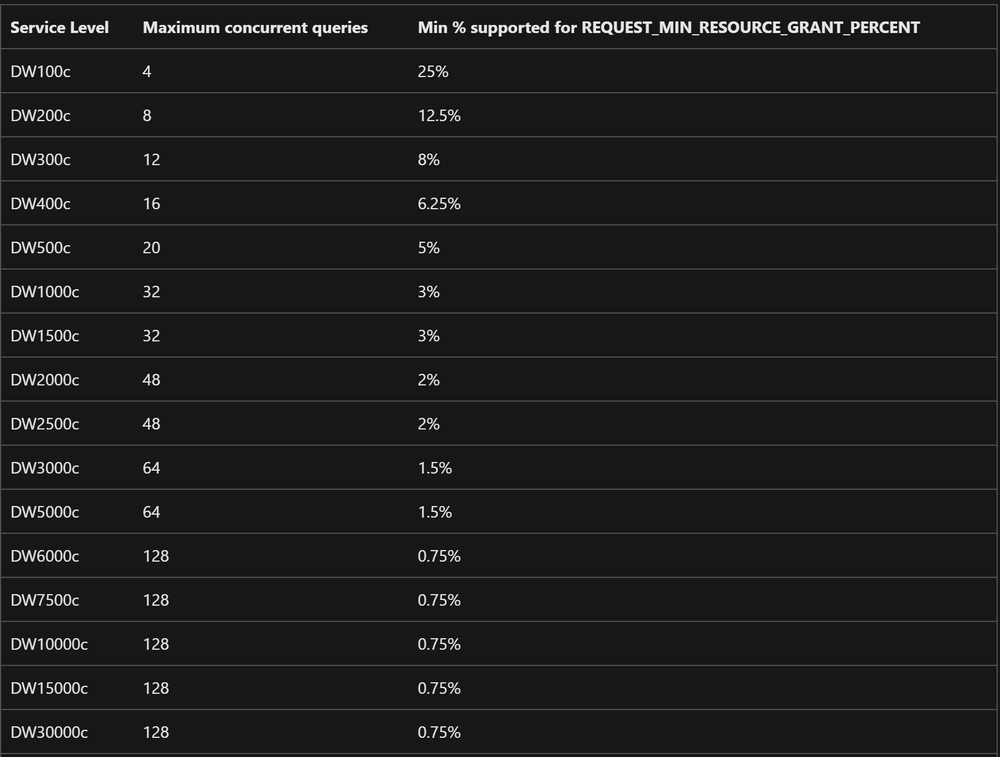 Service Level Maximum concurrent queries Min % supported for REQUEST_MIN_RESOURCE_GRANT_PERCENT
DW100c 4 25%
DW200c 8 12.5%
DW300c 12 8%
DW400c 16 6.25%
DW500c 20 5%
DW1000c 32 3%
DW1500c 32 3%
DW2000c 48 2%
DW2500c 48 2%
DW3000c 64 1.5%
DW5000c 64 1.5%
DW6000c 128 0.75%
DW7500c 128 0.75%
DW10000c 128 0.75%
DW15000c 128 0.75%
DW30000c 128 0.75%